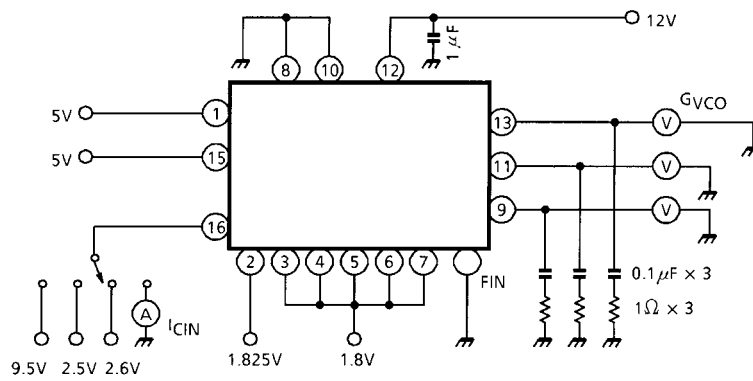 12V
1 μF
8 10 12
GVCO
5V 1 13 V
5V 15 11 V
16 9 V
2 3 4 5 6 7
FIN
0.1μF × 3
1Ω × 3
A ICIN
9.5V 2.5V 2.6V 1.825V 1.8V